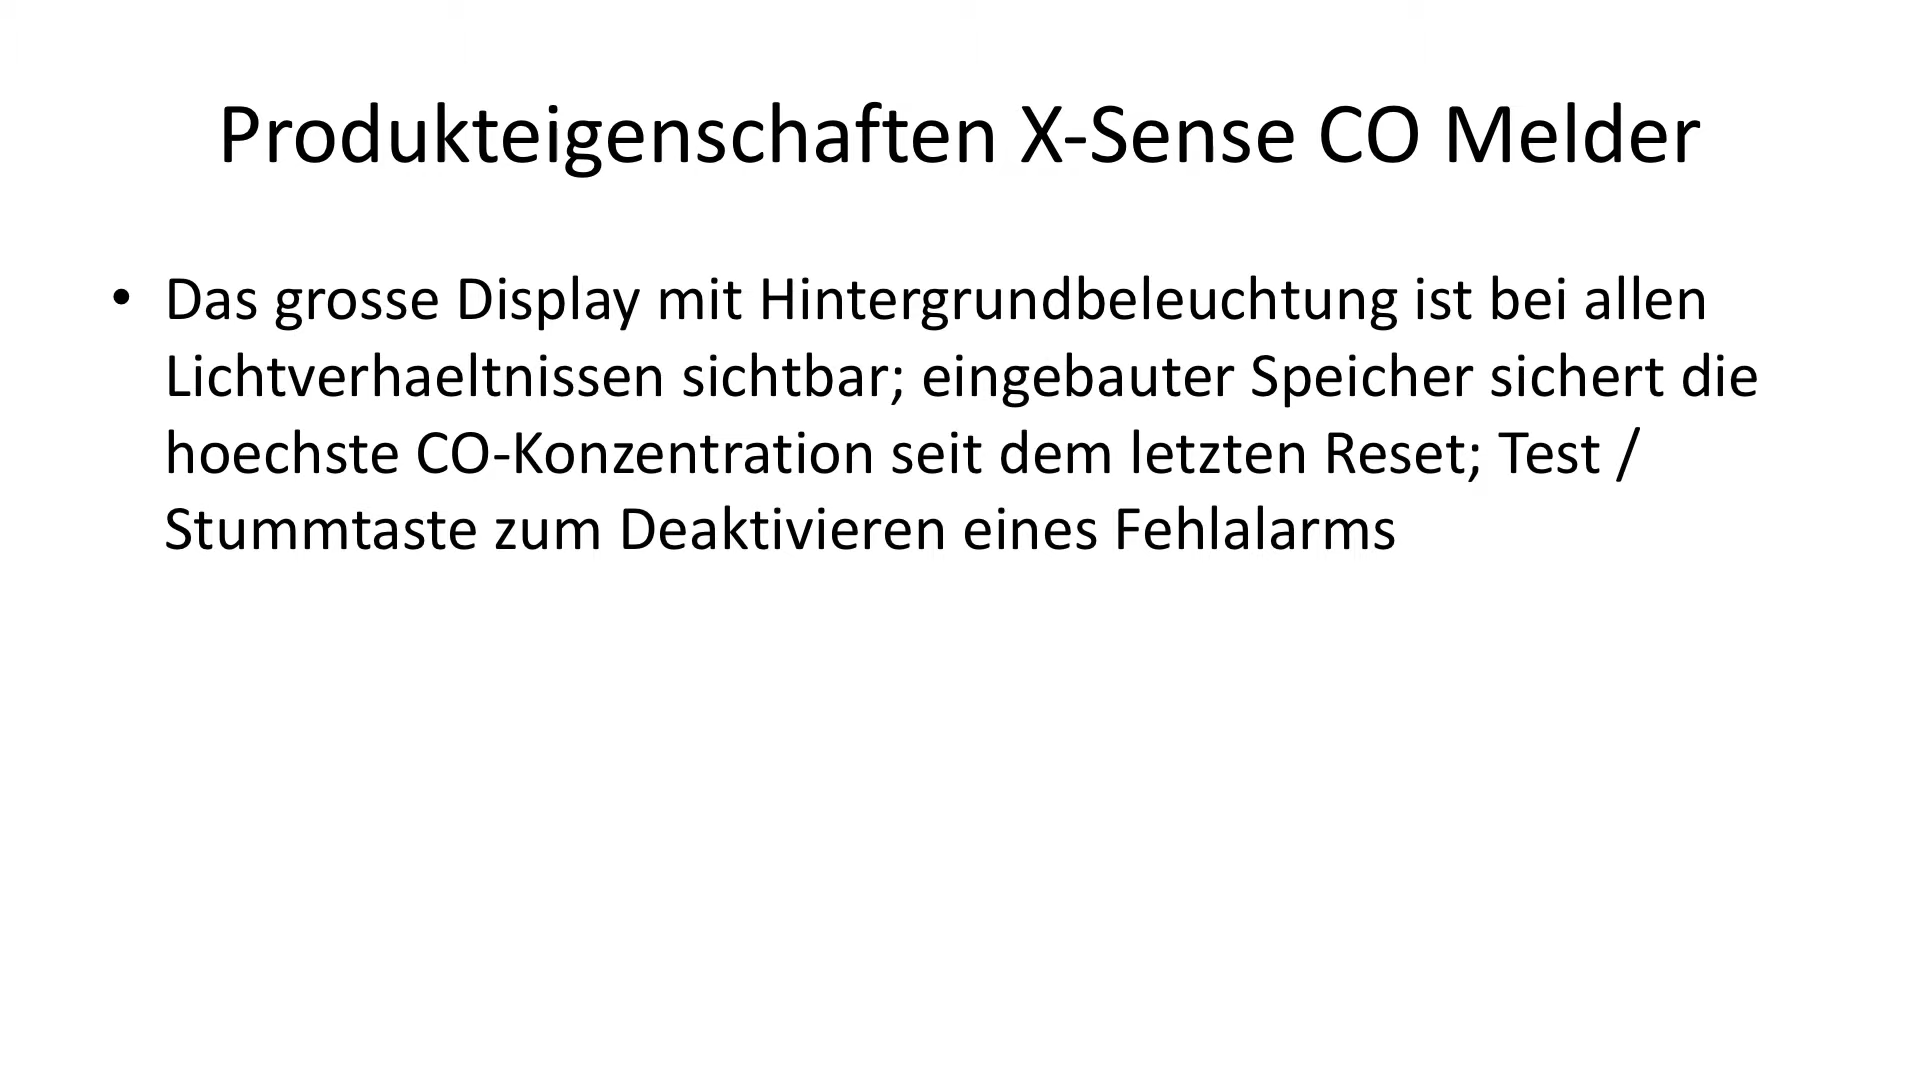 Produkteigenschaften X-Sense CO Melder
• Das grosse Display mit Hintergrundbeleuchtung ist bei allen
Lichtverhaeltnissen sichtbar; eingebauter Speicher sichert die
hoechste CO-Konzentration seit dem letzten Reset; Test /
Stummtaste zum Deaktivieren eines Fehlalarms